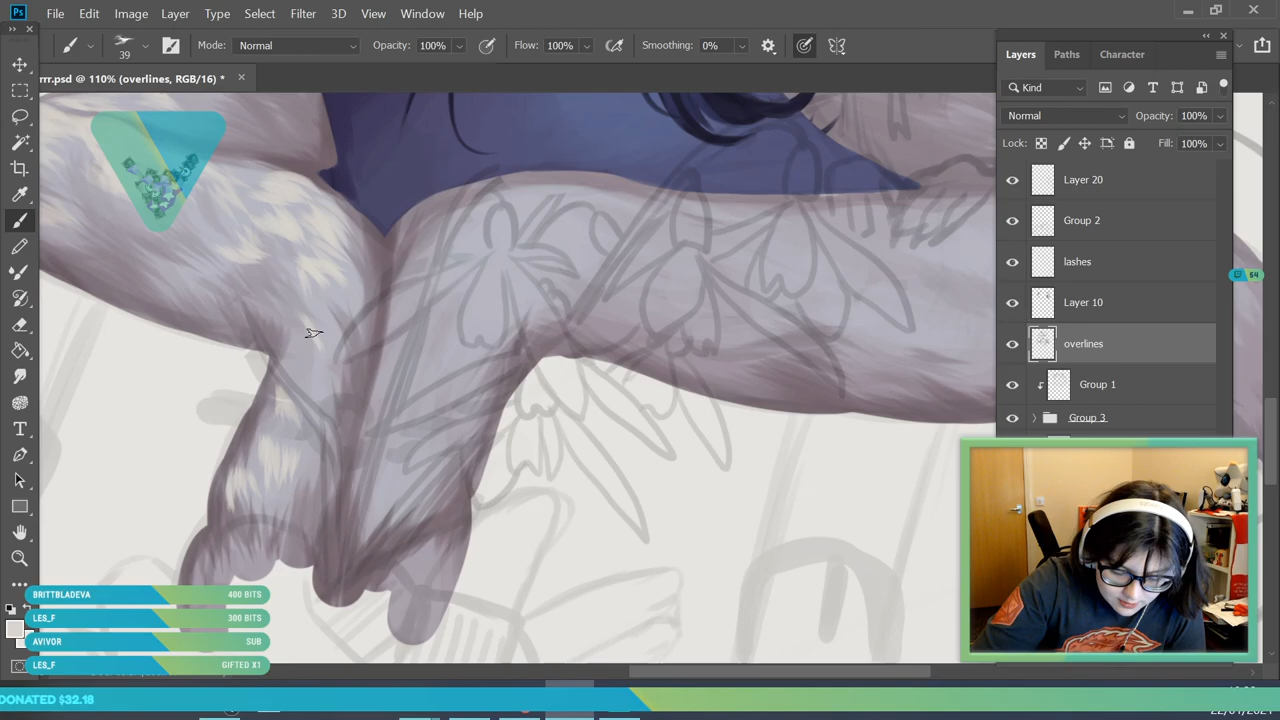 Ps File Edit Image Layer Type Select Filter 3D View Window Help
39 Mode: Normal Opacity: 100% Flow: 100% Smoothing: 0%
rrr.psd @ 110% (overlines, RGB/16) *
Layers Paths Character
Kind
Normal Opacity: 100%
Lock: Fill: 100%
Layer 20
Group 2
lashes
Layer 10
overlines
Group 1
Group 3
$4
BRITTBLADEVA 400 BITS
LES_F 300 BITS
AVIVOR SUB
LES_F GIFTED X1
DONATED $32.18